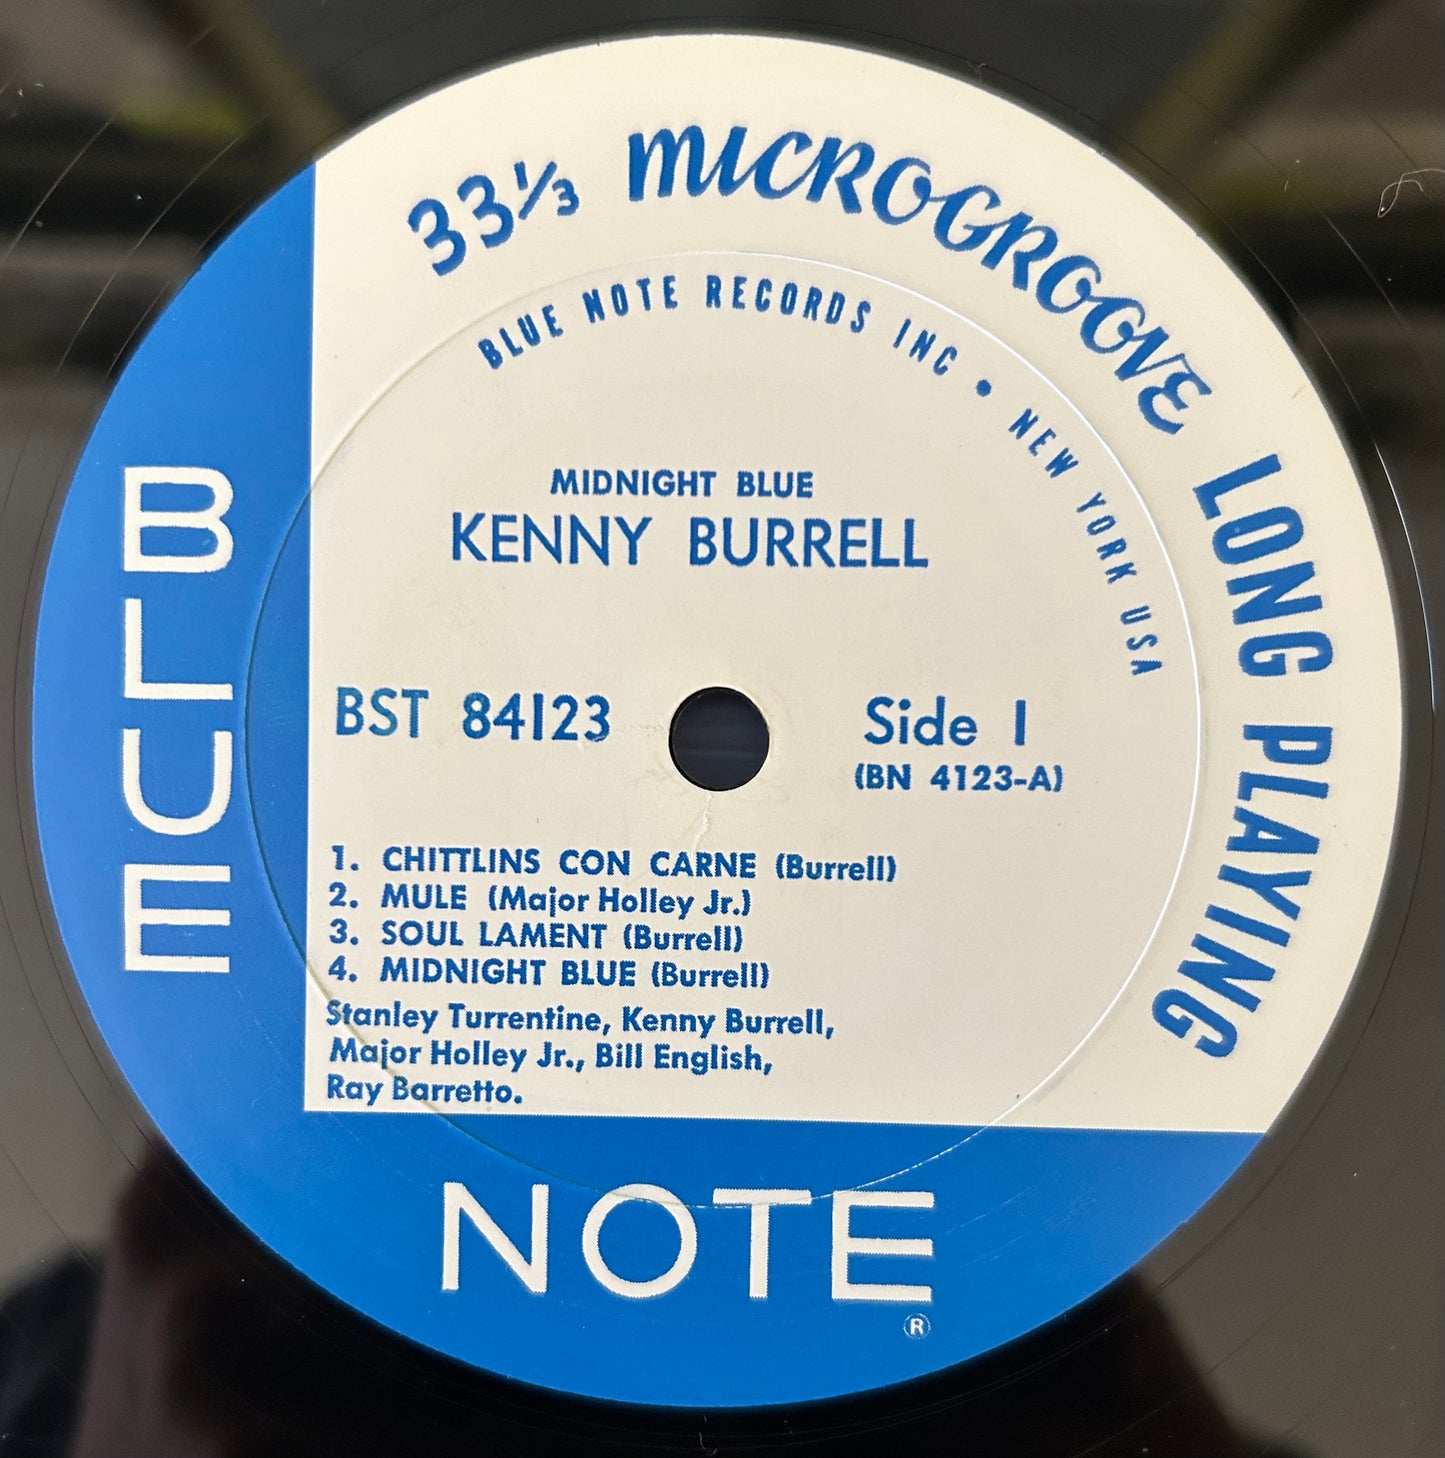 33⅓ MICROGROOVE LONG PLAYING
BLUE NOTE RECORDS INC • NEW YORK USA
MIDNIGHT BLUE
KENNY BURRELL
BST 84123
Side 1
(BN 4123-A)
1. CHITTLINS CON CARNE (Burrell)
2. MULE (Major Holley Jr.)
3. SOUL LAMENT (Burrell)
4. MIDNIGHT BLUE (Burrell)
Stanley Turrentine, Kenny Burrell,
Major Holley Jr., Bill English,
Ray Barretto.
BLUE
NOTE
®